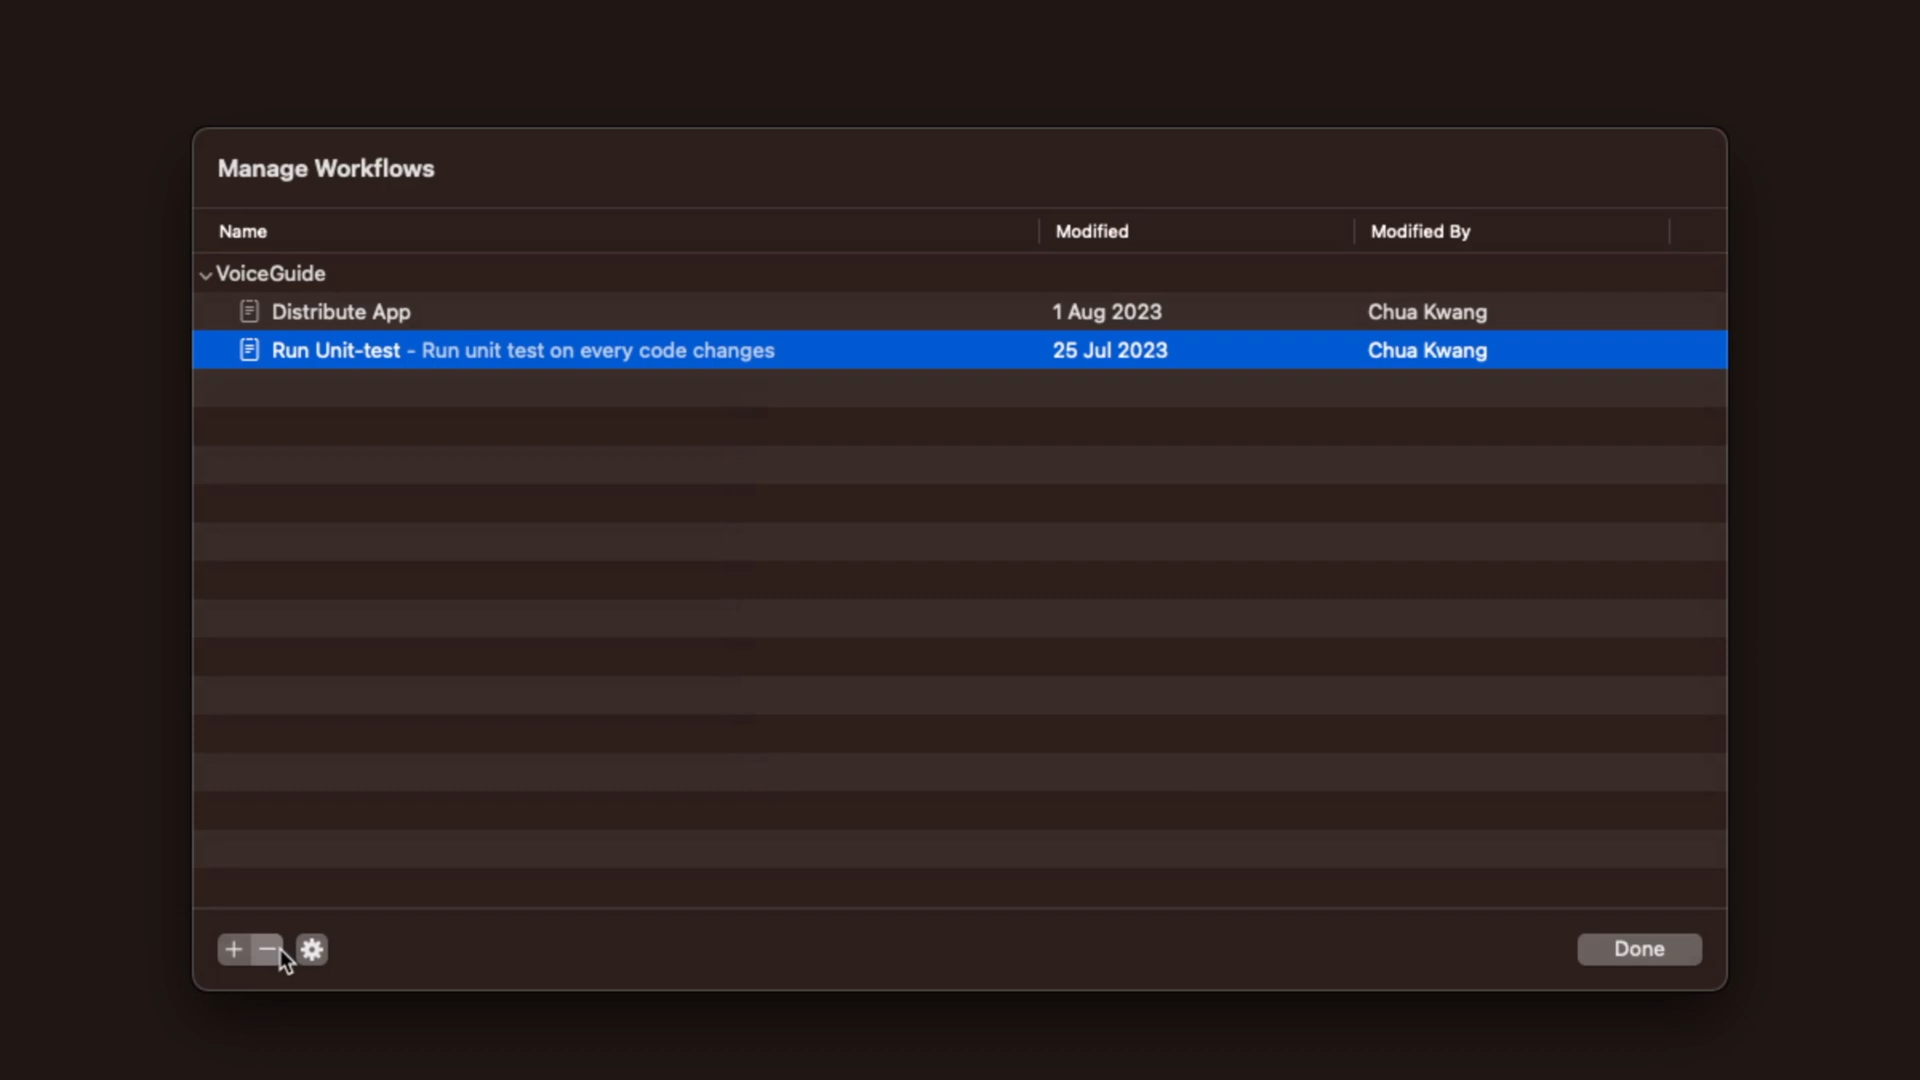 Manage Workflows
Name Modified Modified By
VoiceGuide
Distribute App 1 Aug 2023 Chua Kwang
Run Unit-test - Run unit test on every code changes 25 Jul 2023 Chua Kwang
Done